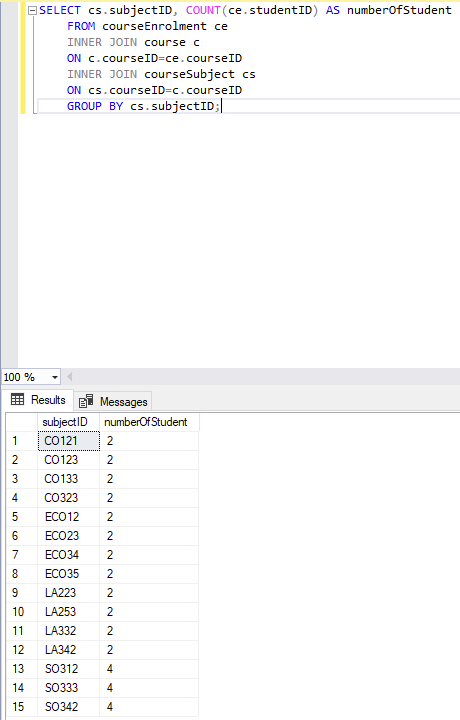 SELECT cs.subjectID, COUNT(ce.studentID) AS numberOfStudent
FROM courseEnrolment ce
INNER JOIN course c
ON c.courseID=ce.courseID
INNER JOIN courseSubject cs
ON cs.courseID=c.courseID
GROUP BY cs.subjectID;
100 %
Results Messages
subjectID numberOfStudent
1 CO121 2
2 CO123 2
3 CO133 2
4 CO323 2
5 ECO12 2
6 ECO23 2
7 ECO34 2
8 ECO35 2
9 LA223 2
10 LA253 2
11 LA332 2
12 LA342 2
13 SO312 4
14 SO333 4
15 SO342 4